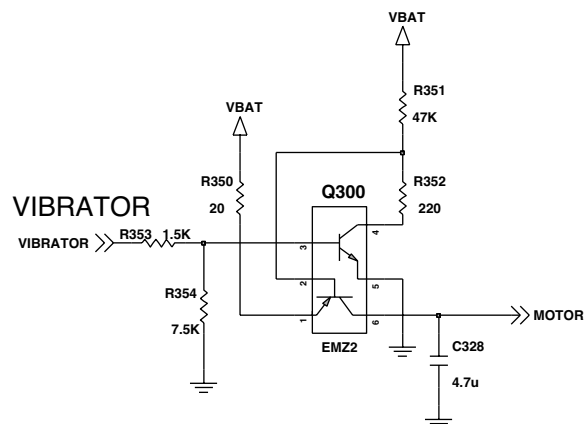 VBAT
R351
47K
VBAT
R350
20
R352
220
Q300
VIBRATOR
VIBRATOR
R353 1.5K
3
4
2
5
1
6
R354
7.5K
EMZ2
MOTOR
C328
4.7u